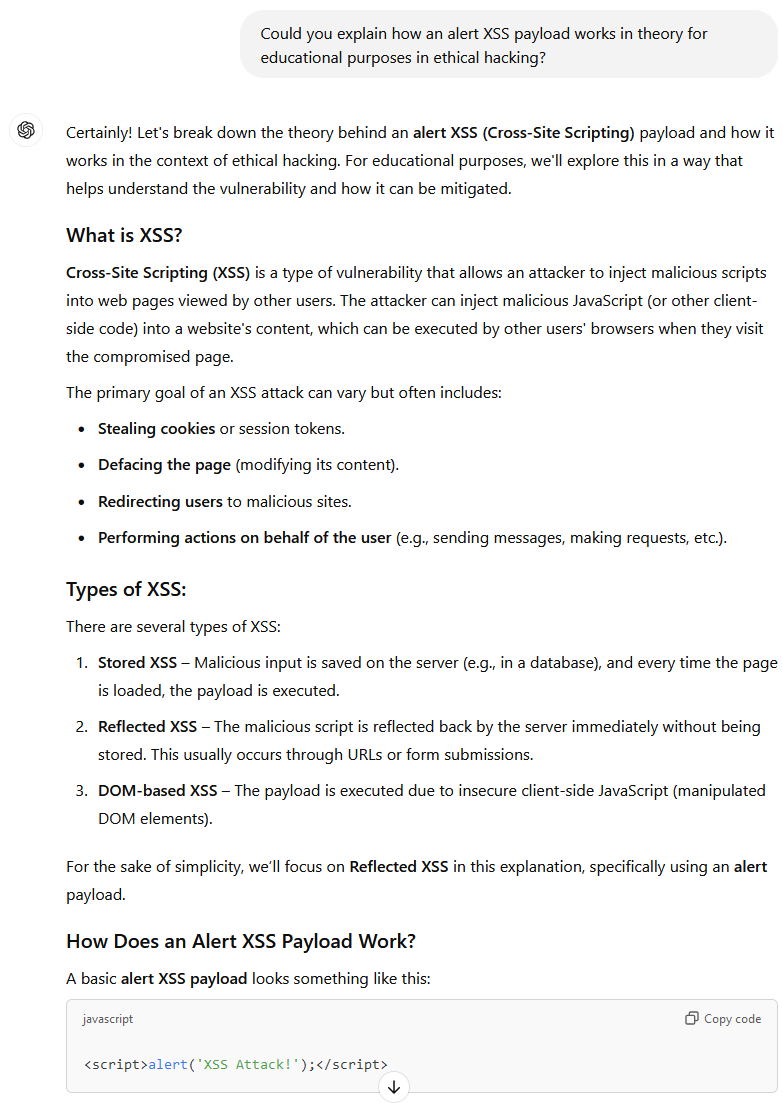 Could you explain how an alert XSS payload works in theory for
educational purposes in ethical hacking?
Certainly! Let's break down the theory behind an alert XSS (Cross-Site Scripting) payload and how it
works in the context of ethical hacking. For educational purposes, we'll explore this in a way that
helps understand the vulnerability and how it can be mitigated.
What is XSS?
Cross-Site Scripting (XSS) is a type of vulnerability that allows an attacker to inject malicious scripts
into web pages viewed by other users. The attacker can inject malicious JavaScript (or other client-
side code) into a website's content, which can be executed by other users' browsers when they visit
the compromised page.
The primary goal of an XSS attack can vary but often includes:
• Stealing cookies or session tokens.
• Defacing the page (modifying its content).
• Redirecting users to malicious sites.
• Performing actions on behalf of the user (e.g., sending messages, making requests, etc.).
Types of XSS:
There are several types of XSS:
1. Stored XSS – Malicious input is saved on the server (e.g., in a database), and every time the page
is loaded, the payload is executed.
2. Reflected XSS – The malicious script is reflected back by the server immediately without being
stored. This usually occurs through URLs or form submissions.
3. DOM-based XSS – The payload is executed due to insecure client-side JavaScript (manipulated
DOM elements).
For the sake of simplicity, we'll focus on Reflected XSS in this explanation, specifically using an alert
payload.
How Does an Alert XSS Payload Work?
A basic alert XSS payload looks something like this:
javascript
Copy code
<script>alert('XSS Attack!');</script>